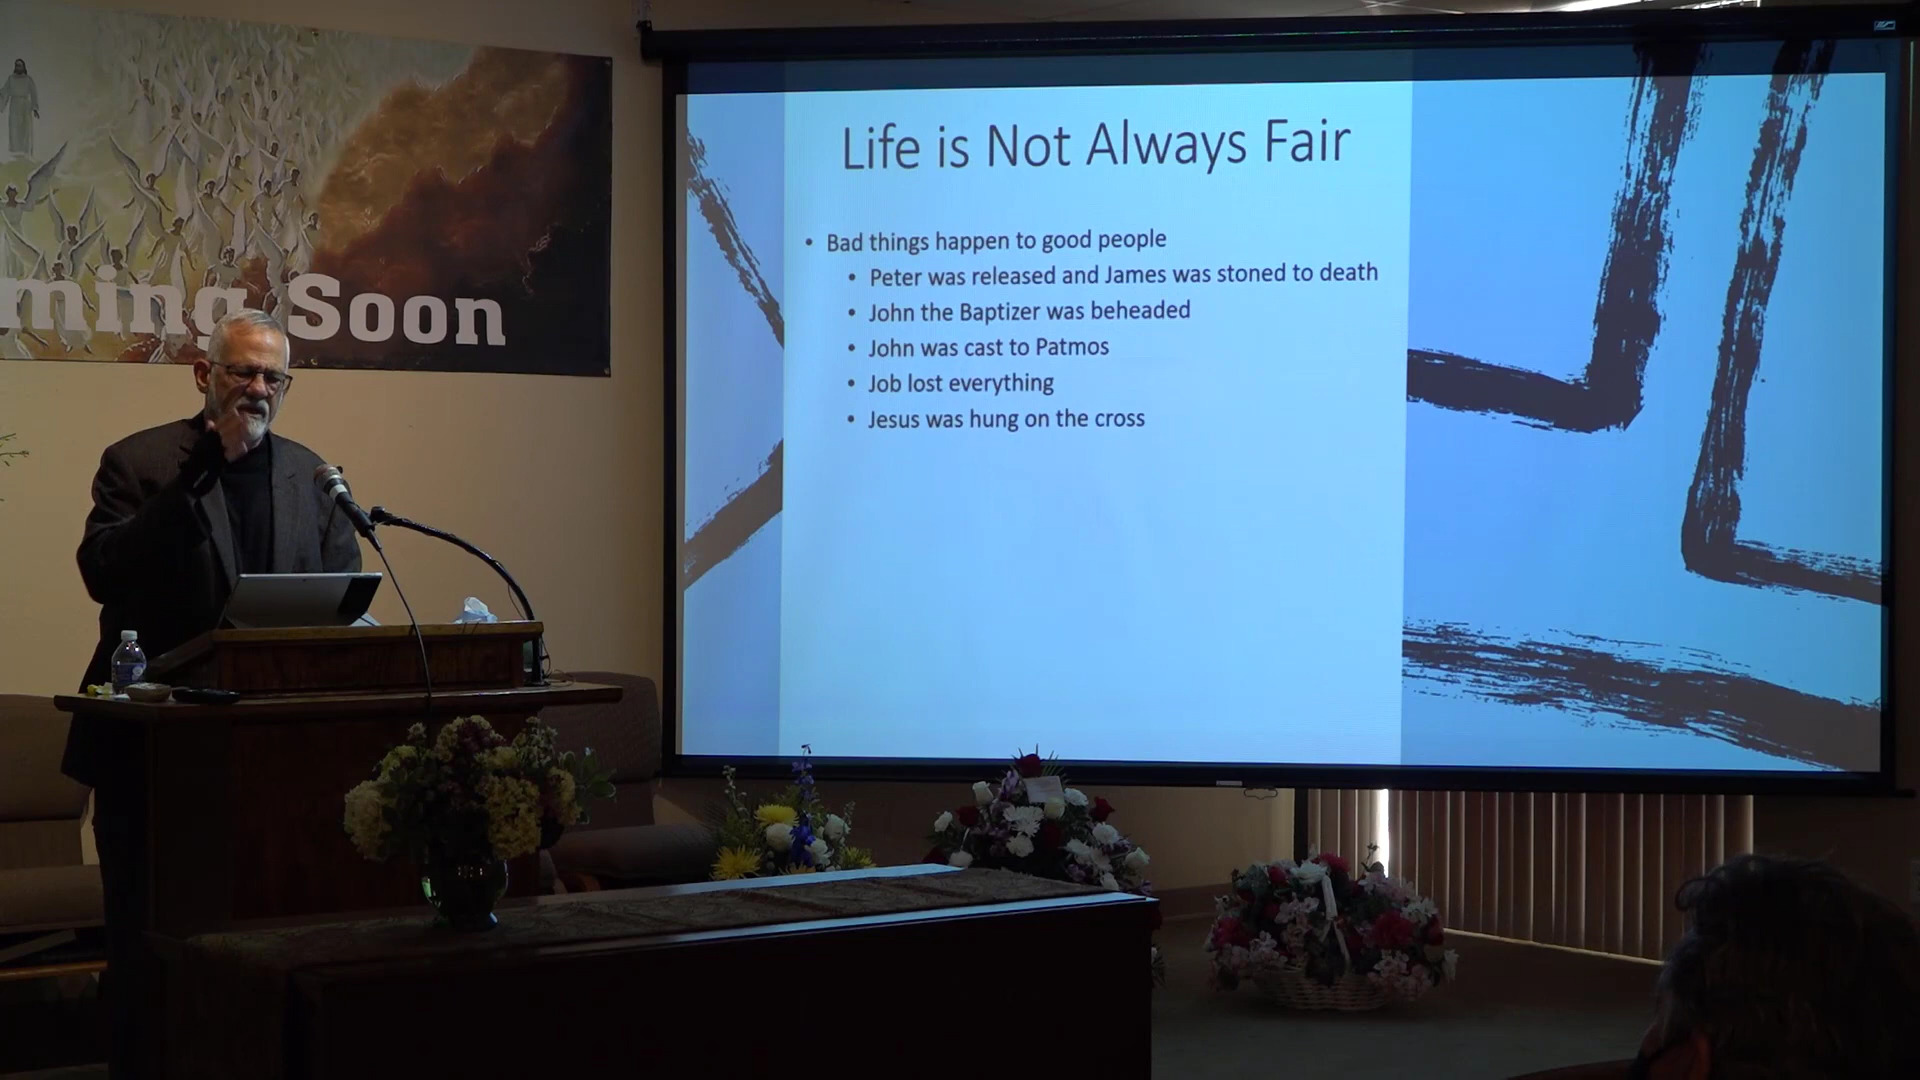 ming Soon
Life is Not Always Fair
• Bad things happen to good people
• Peter was released and James was stoned to death
• John the Baptizer was beheaded
• John was cast to Patmos
• Job lost everything
• Jesus was hung on the cross